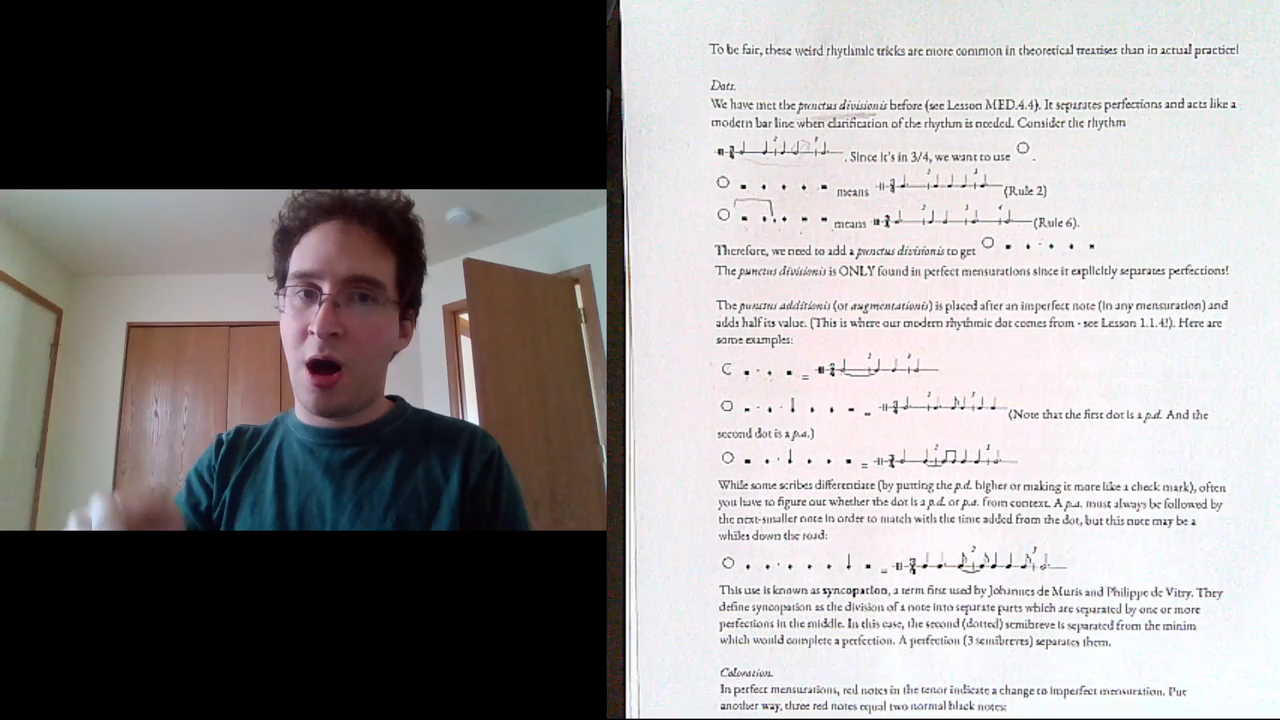 To be fair, these weird rhythmic tricks are more common in theoretical treatises than in actual practice!
Dots.
We have met the punctus divisionis before (see Lesson MED.4.4). It separates perfections and acts like a
modern bar line when clarification of the rhythm is needed. Consider the rhythm
. Since it's in 3/4, we want to use
means (Rule 2)
means (Rule 6).
Therefore, we need to add a punctus divisionis to get
The punctus divisionis is ONLY found in perfect mensurations since it explicitly separates perfections!
The punctus additionis (or augmentationis) is placed after an imperfect note (in any mensuration) and
adds half its value. (This is where our modern rhythmic dot comes from - see Lesson 1.1.4!). Here are
some examples:
=
= (Note that the first dot is a p.d. And the
second dot is a p.a.)
=
While some scribes differentiate (by putting the p.d. higher or making it more like a check mark), often
you have to figure out whether the dot is a p.d. or p.a. from context. A p.a. must always be followed by
the next-smaller note in order to match with the time added from the dot, but this note may be a
whiles down the road:
=
This use is known as syncopation, a term first used by Johannes de Muris and Philippe de Vitry. They
define syncopation as the division of a note into separate parts which are separated by one or more
perfections in the middle. In this case, the second (dotted) semibreve is separated from the minim
which would complete a perfection. A perfection (3 semibreves) separates them.
Coloration.
In perfect mensurations, red notes in the tenor indicate a change to imperfect mensuration. Put
another way, three red notes equal two normal black notes: